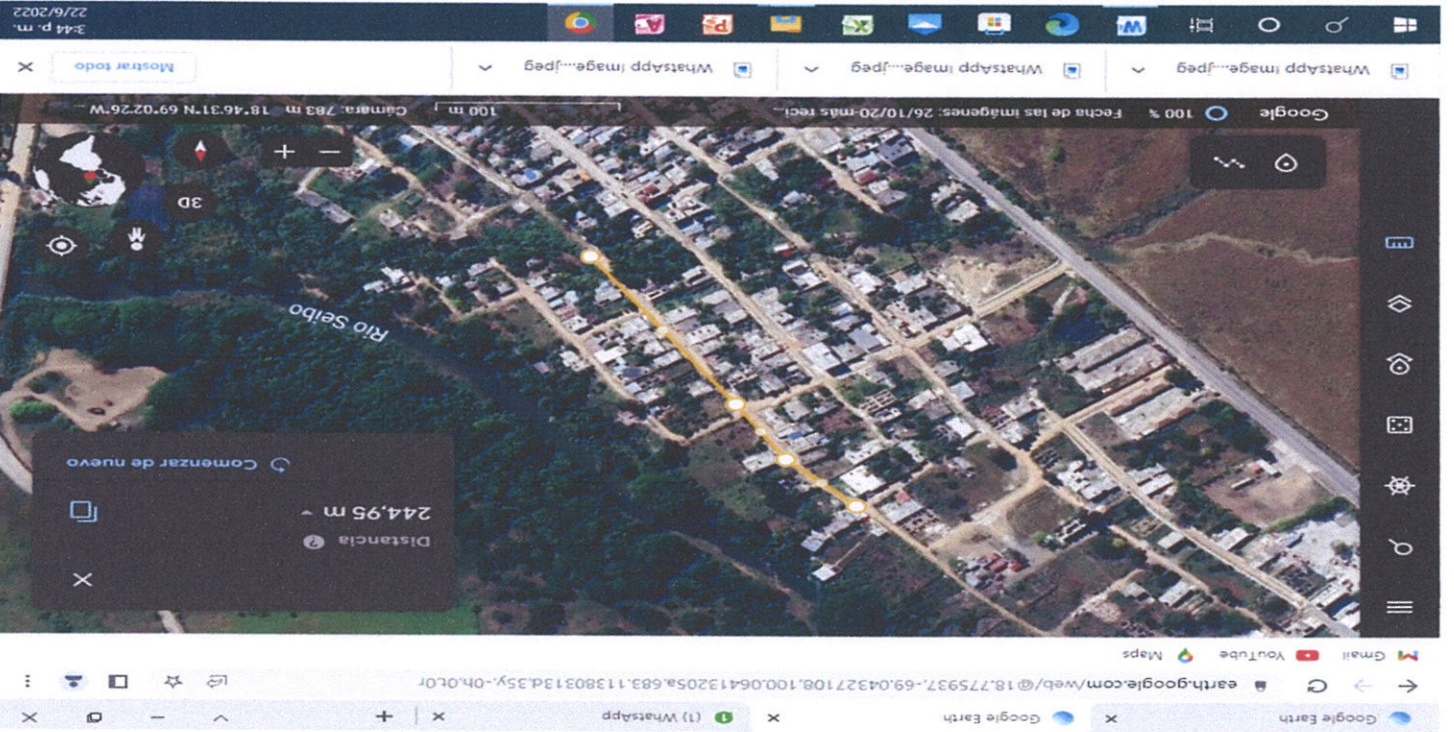 Google Earth
Google Earth
(1) WhatsApp
earth.google.com/web/@18.775937,-69.04327108,100.06413205a,683.11380313d,35y,-0h,0t,0r
Gmail
YouTube
Maps
Distancia
244,95 m
Comenzar de nuevo
Río Seibo
3D
Google
100 %
Fecha de las imágenes: 26/10/20-más reci...
100 m
Cámara: 783 m
18°46'31"N 69°02'26"W
WhatsApp Image....jpeg
WhatsApp Image....jpeg
WhatsApp Image....jpeg
Mostrar todo
3:44 p. m.
22/6/2022